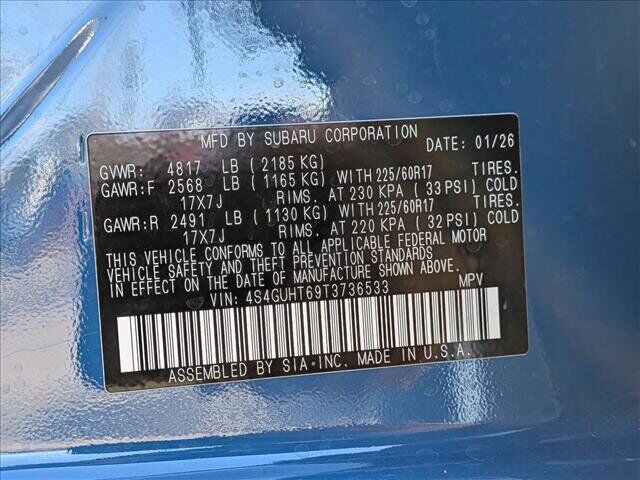 MFD BY SUBARU CORPORATION DATE: 01/26
GVWR: 4817 LB (2185 KG)
GAWR:F 2568 LB (1165 KG) WITH 225/60R17 TIRES.
17X7J RIMS. AT 230 KPA (33 PSI) COLD
GAWR:R 2491 LB (1130 KG) WITH 225/60R17 TIRES.
17X7J RIMS. AT 220 KPA (32 PSI) COLD
THIS VEHICLE CONFORMS TO ALL APPLICABLE FEDERAL MOTOR
VEHICLE SAFETY AND THEFT PREVENTION STANDARDS
IN EFFECT ON THE DATE OF MANUFACTURE SHOWN ABOVE.
VIN: 4S4GUHT69T3736533 MPV
ASSEMBLED BY SIA·INC. MADE IN U.S.A.